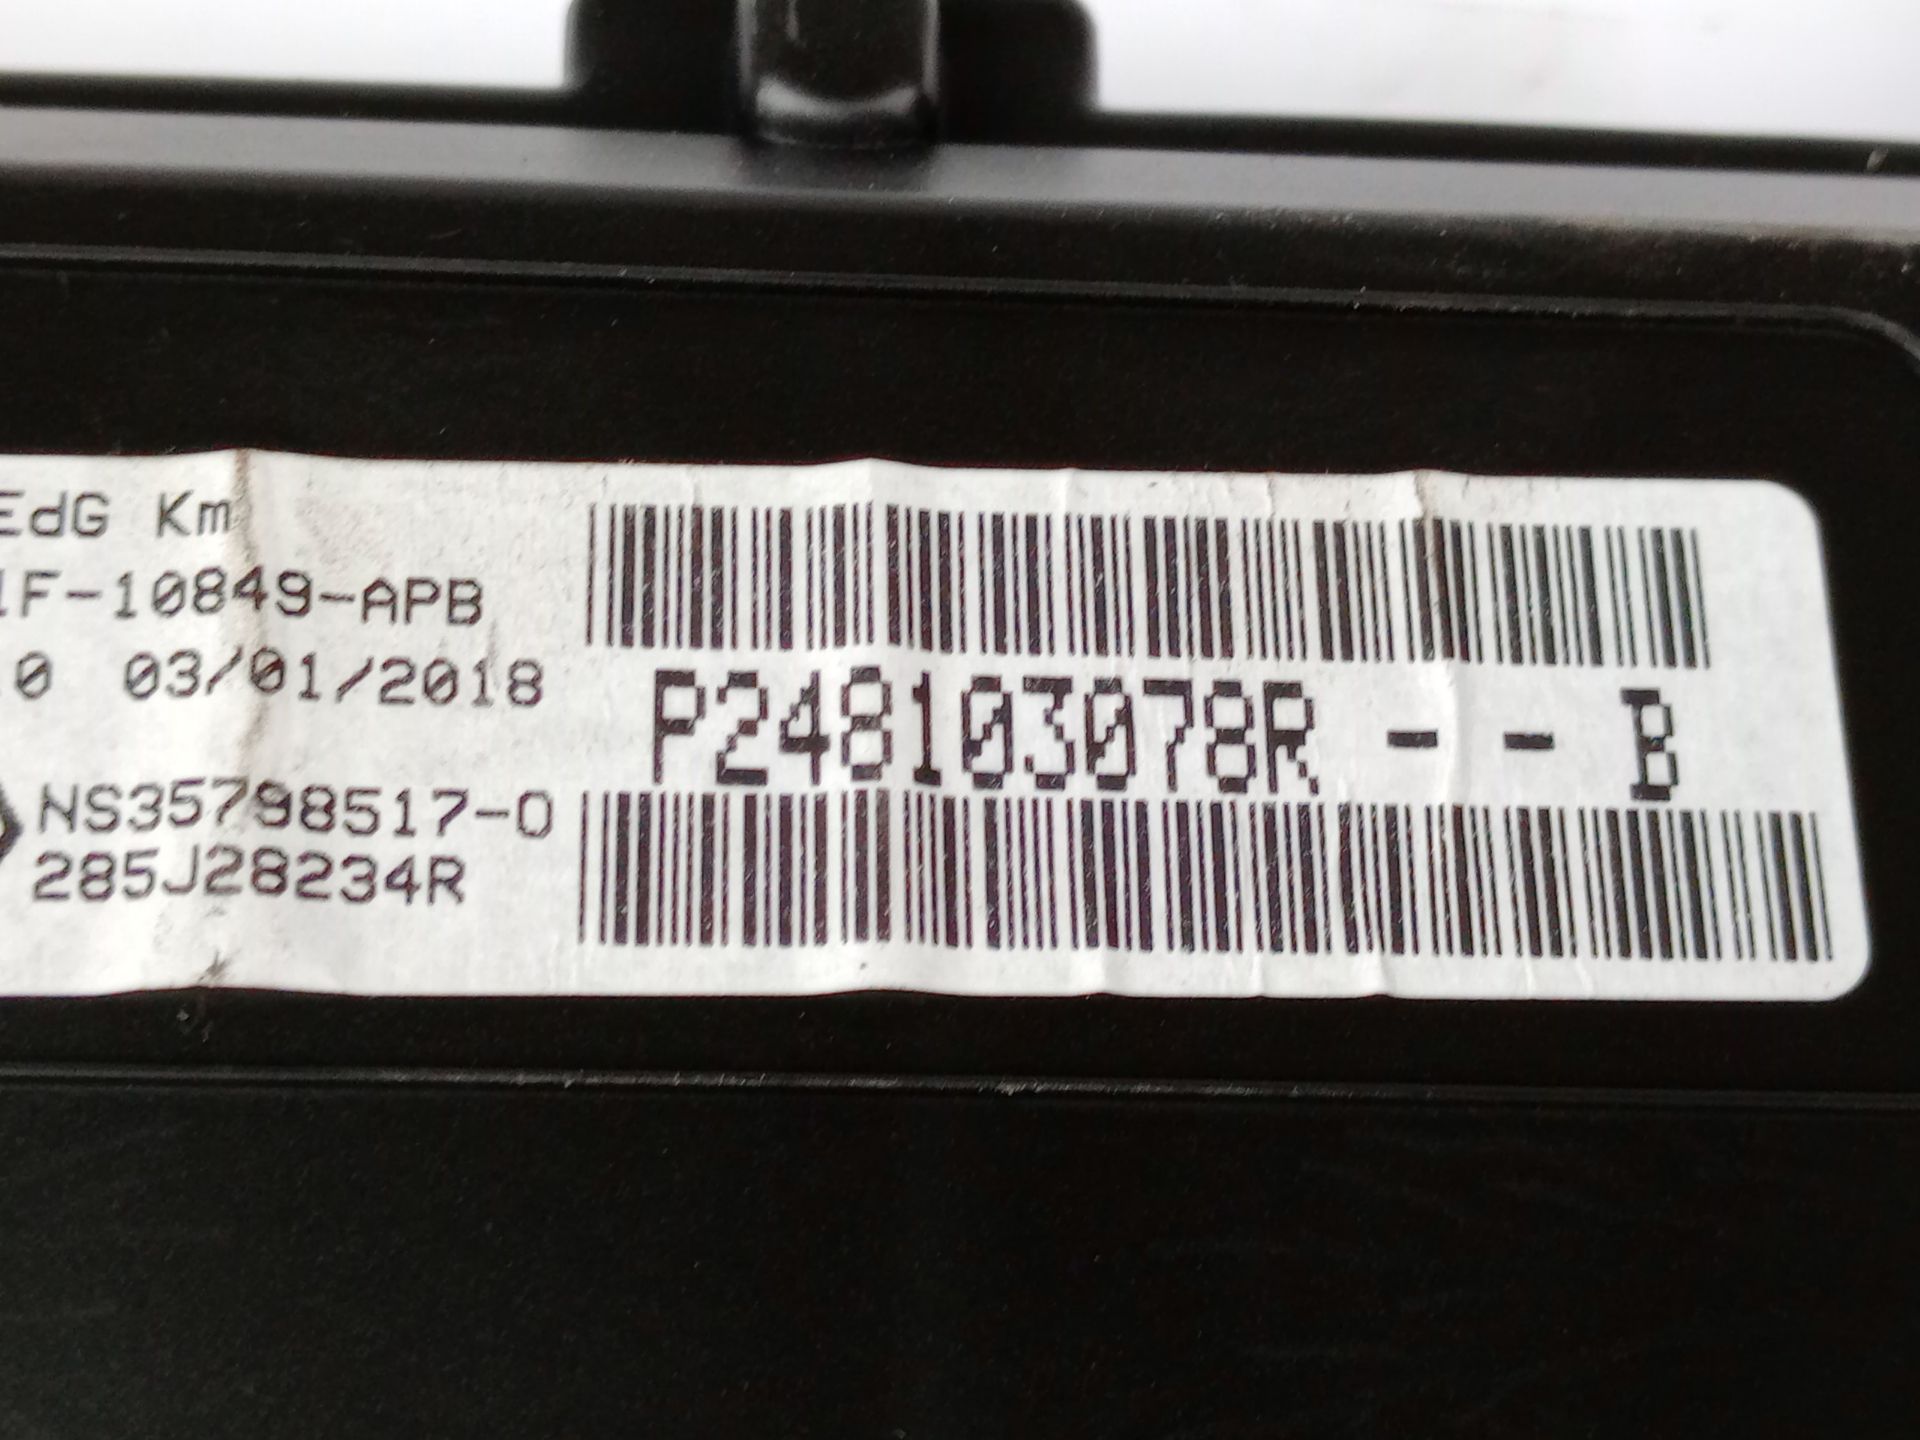 EdG Km
1F-10849-APB
.0 03/01/2018
NS35798517-0
285J28234R
P248103078R - - B